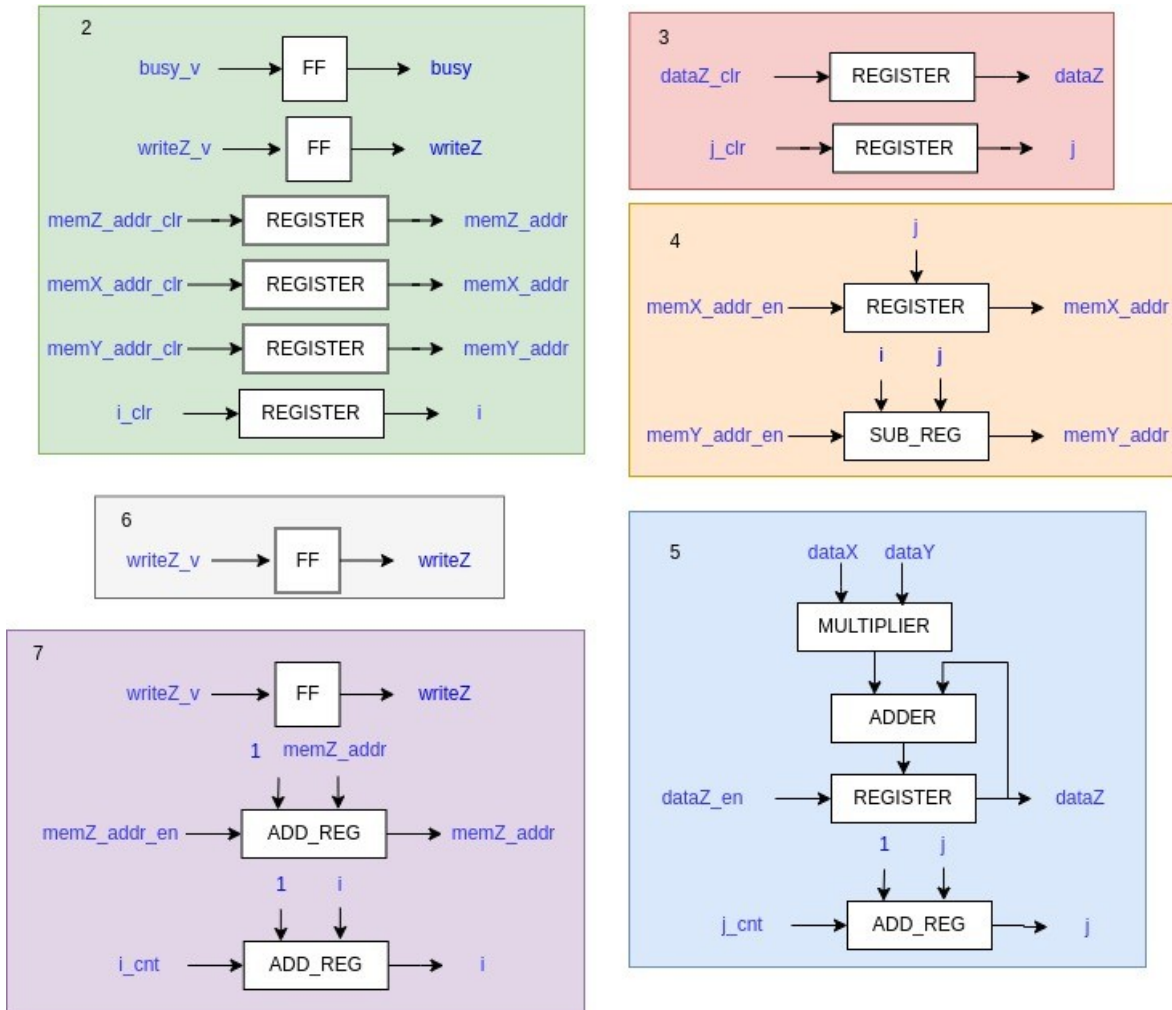 2
busy_v FF busy
writeZ_v FF writeZ
memZ_addr_clr REGISTER memZ_addr
memX_addr_clr REGISTER memX_addr
memY_addr_clr REGISTER memY_addr
i_clr REGISTER i
3
dataZ_clr REGISTER dataZ
j_clr REGISTER j
4
j
memX_addr_en REGISTER memX_addr
i j
memY_addr_en SUB_REG memY_addr
6
writeZ_v FF writeZ
5
dataX dataY
MULTIPLIER
ADDER
dataZ_en REGISTER dataZ
1 j
j_cnt ADD_REG j
7
writeZ_v FF writeZ
1 memZ_addr
memZ_addr_en ADD_REG memZ_addr
1 i
i_cnt ADD_REG i